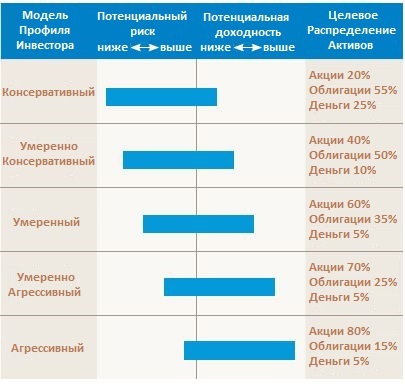 Модель
Профиля
Инвестора
Потенциальный
риск
ниже выше
Потенциальная
доходность
ниже выше
Целевое
Распределение
Активов
Консервативный
Акции 20%
Облигации 55%
Деньги 25%
Умеренно
Консервативный
Акции 40%
Облигации 50%
Деньги 10%
Умеренный
Акции 60%
Облигации 35%
Деньги 5%
Умеренно
Агрессивный
Акции 70%
Облигации 25%
Деньги 5%
Агрессивный
Акции 80%
Облигации 15%
Деньги 5%